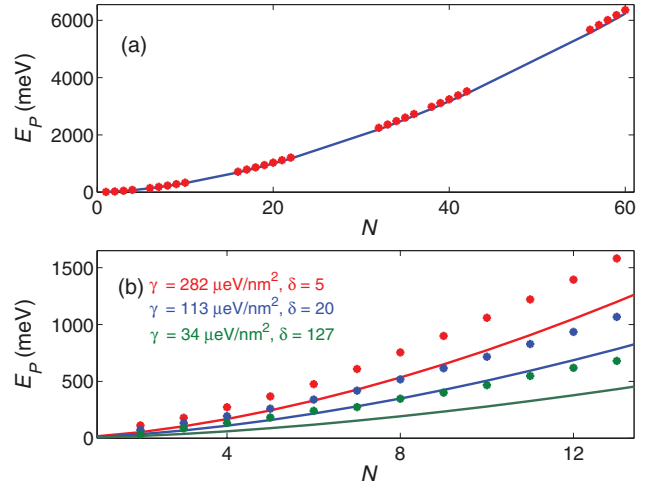 (a)
E_P (meV)
6000
4000
2000
0
0 20 40 60
N
(b)
γ = 282 μeV/nm², δ = 5
γ = 113 μeV/nm², δ = 20
γ = 34 μeV/nm², δ = 127
E_P (meV)
1500
1000
500
0
4 8 12
N